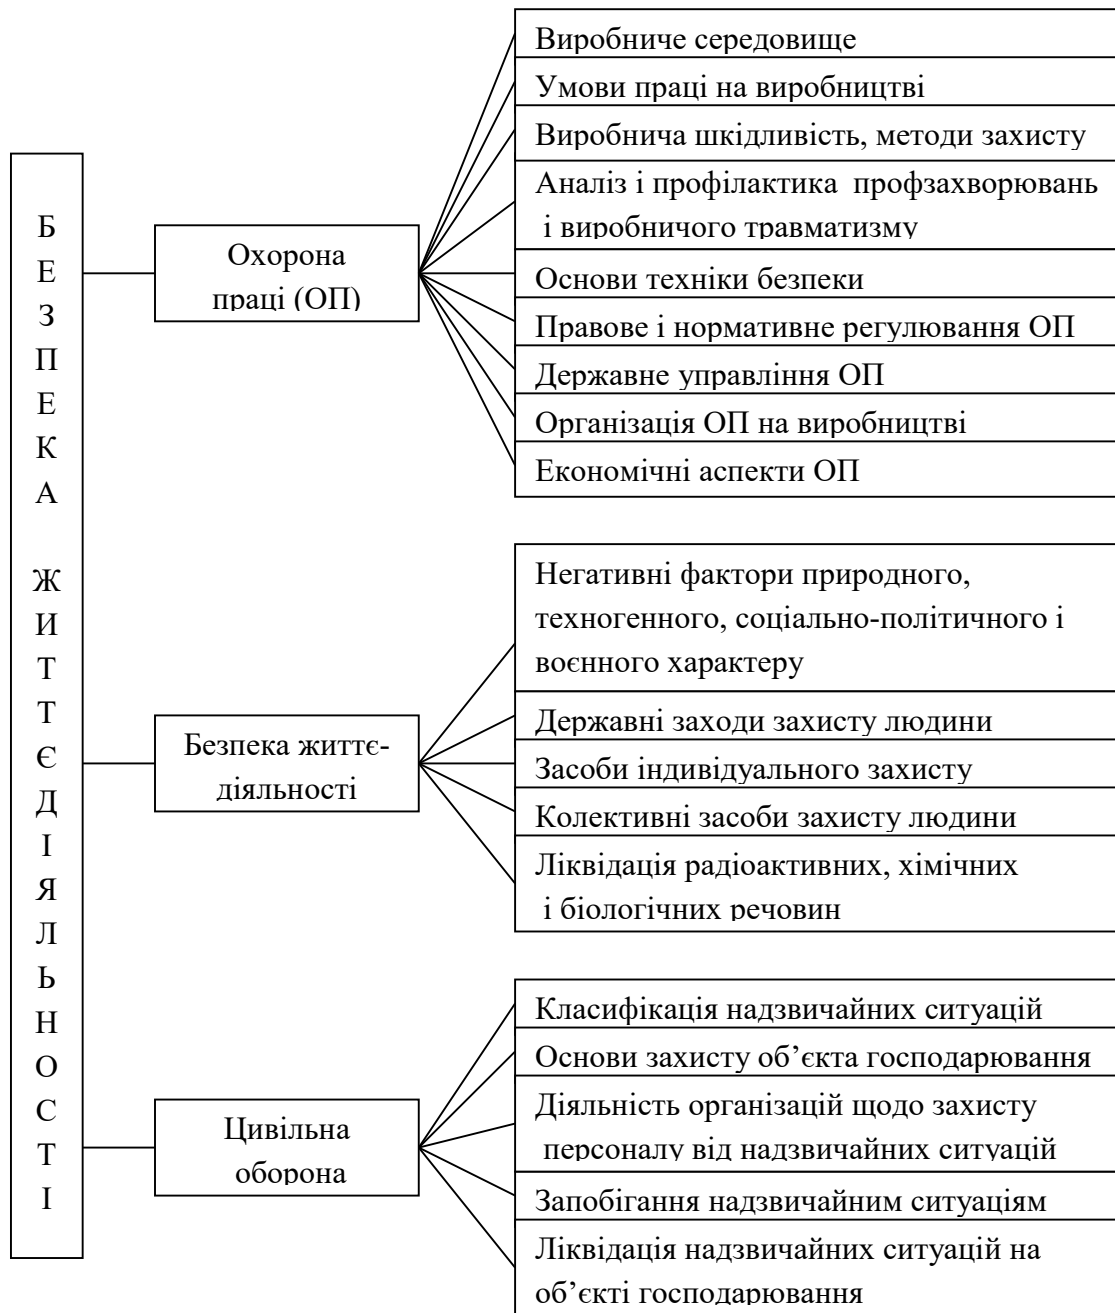 БЕЗПЕКА ЖИТТЄДІЯЛЬНОСТІ
Охорона
праці (ОП)
Виробниче середовище
Умови праці на виробництві
Виробнича шкідливість, методи захисту
Аналіз і профілактика профзахворювань
і виробничого травматизму
Основи техніки безпеки
Правове і нормативне регулювання ОП
Державне управління ОП
Організація ОП на виробництві
Економічні аспекти ОП
Безпека життє-
діяльності
Негативні фактори природного,
техногенного, соціально-політичного і
воєнного характеру
Державні заходи захисту людини
Засоби індивідуального захисту
Колективні засоби захисту людини
Ліквідація радіоактивних, хімічних
і біологічних речовин
Цивільна
оборона
Класифікація надзвичайних ситуацій
Основи захисту об’єкта господарювання
Діяльність організацій щодо захисту
персоналу від надзвичайних ситуацій
Запобігання надзвичайним ситуаціям
Ліквідація надзвичайних ситуацій на
об’єкті господарювання